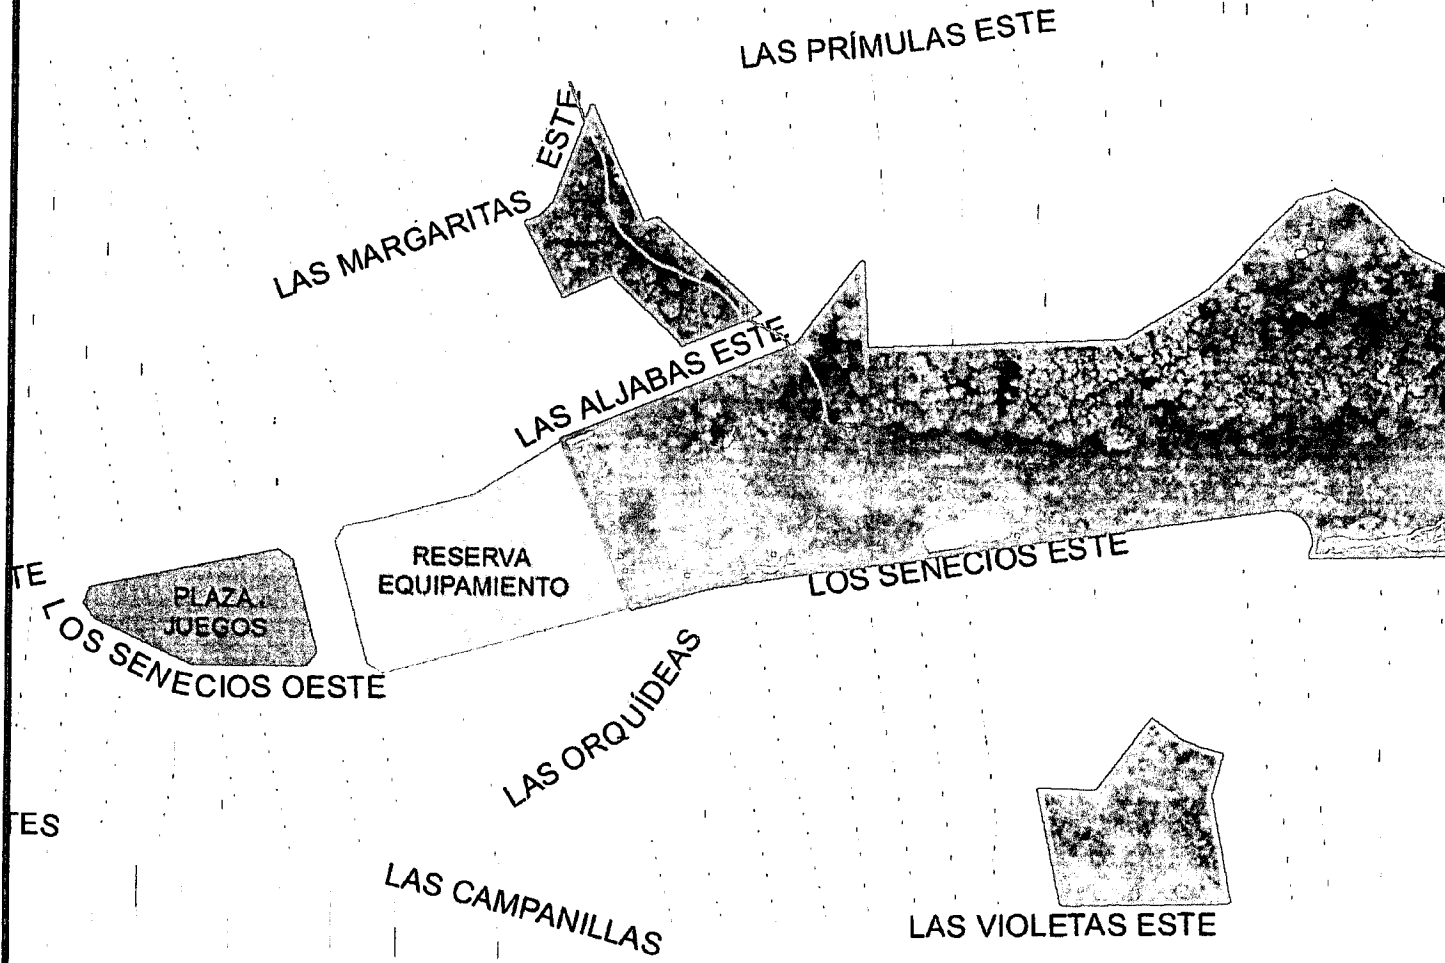 LAS PRÍMULAS ESTE
ESTE
LAS MARGARITAS
LAS ALJABAS ESTE
RESERVA
EQUIPAMIENTO
LOS SENECIOS ESTE
TE
PLAZA
JUEGOS
LOS SENECIOS OESTE
LAS ORQUÍDEAS
TES
LAS CAMPANILLAS
LAS VIOLETAS ESTE